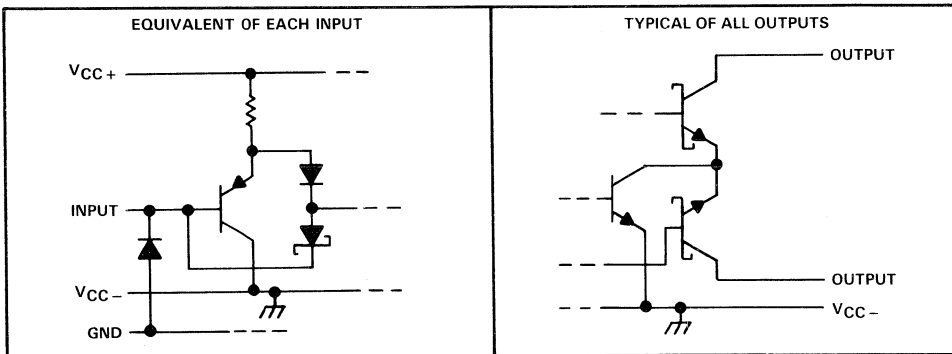 EQUIVALENT OF EACH INPUT
VCC+
INPUT
VCC−
GND
TYPICAL OF ALL OUTPUTS
OUTPUT
OUTPUT
VCC−